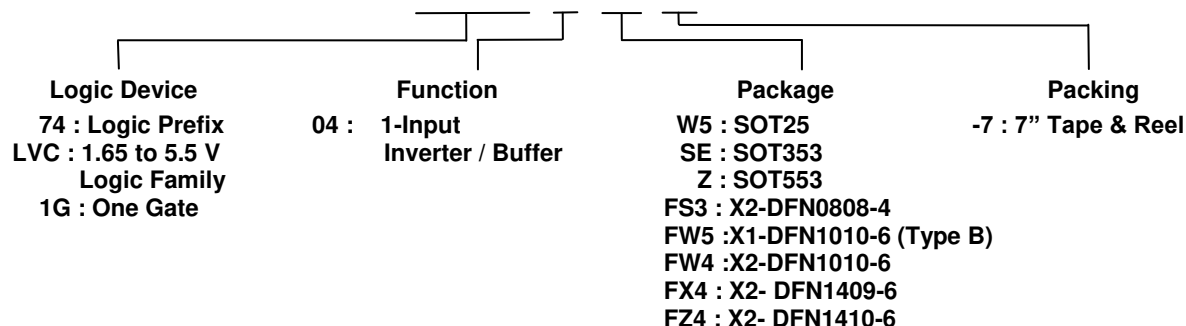 Logic Device
Function
Package
Packing
74 : Logic Prefix
LVC : 1.65 to 5.5 V
Logic Family
1G : One Gate
04 : 1-Input
Inverter / Buffer
W5 : SOT25
SE : SOT353
Z : SOT553
FS3 : X2-DFN0808-4
FW5 :X1-DFN1010-6 (Type B)
FW4 :X2-DFN1010-6
FX4 : X2- DFN1409-6
FZ4 : X2- DFN1410-6
-7 : 7” Tape & Reel